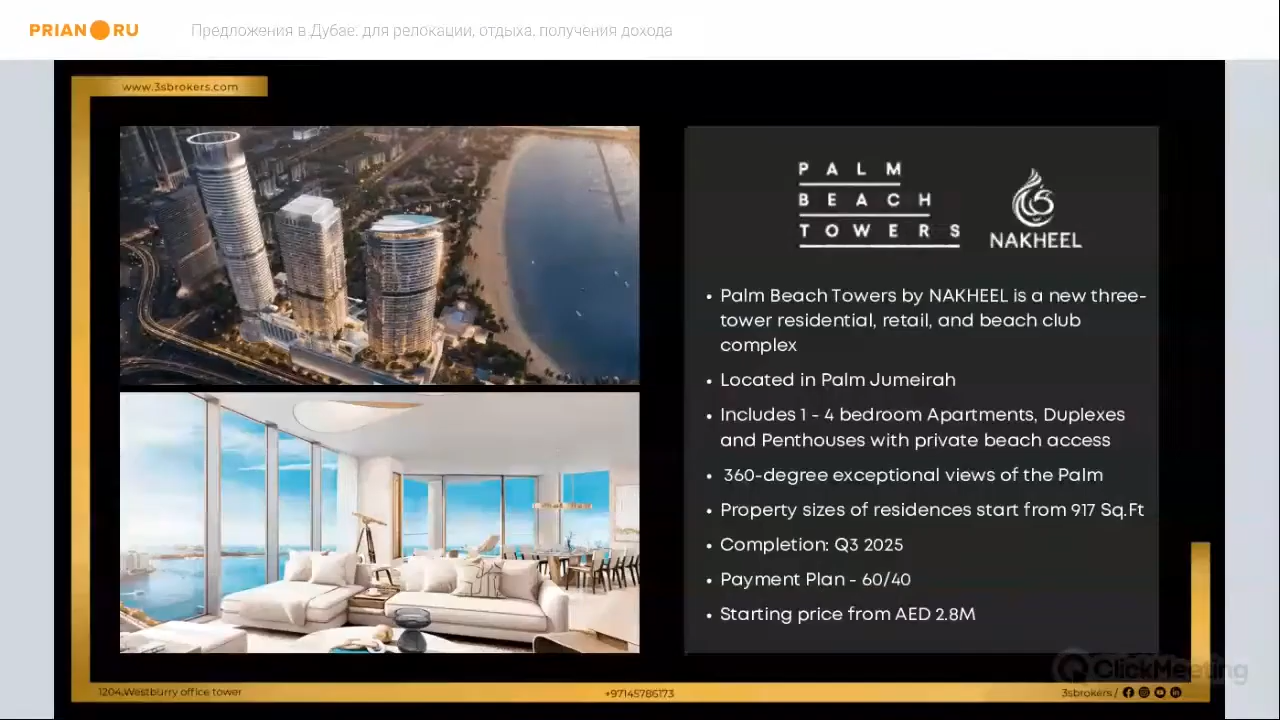 PRIAN RU
Предложения в Дубае: для релокации, отдыха, получения дохода
www.3sbrokers.com
PALM
BEACH
TOWERS
NAKHEEL
• Palm Beach Towers by NAKHEEL is a new three-
tower residential, retail, and beach club
complex
• Located in Palm Jumeirah
• Includes 1 - 4 bedroom Apartments, Duplexes
and Penthouses with private beach access
• 360-degree exceptional views of the Palm
• Property sizes of residences start from 917 Sq.Ft
• Completion: Q3 2025
• Payment Plan - 60/40
• Starting price from AED 2.8M
ClickMeeting
1204,Westburry office tower
+97145786173
3sbrokers /